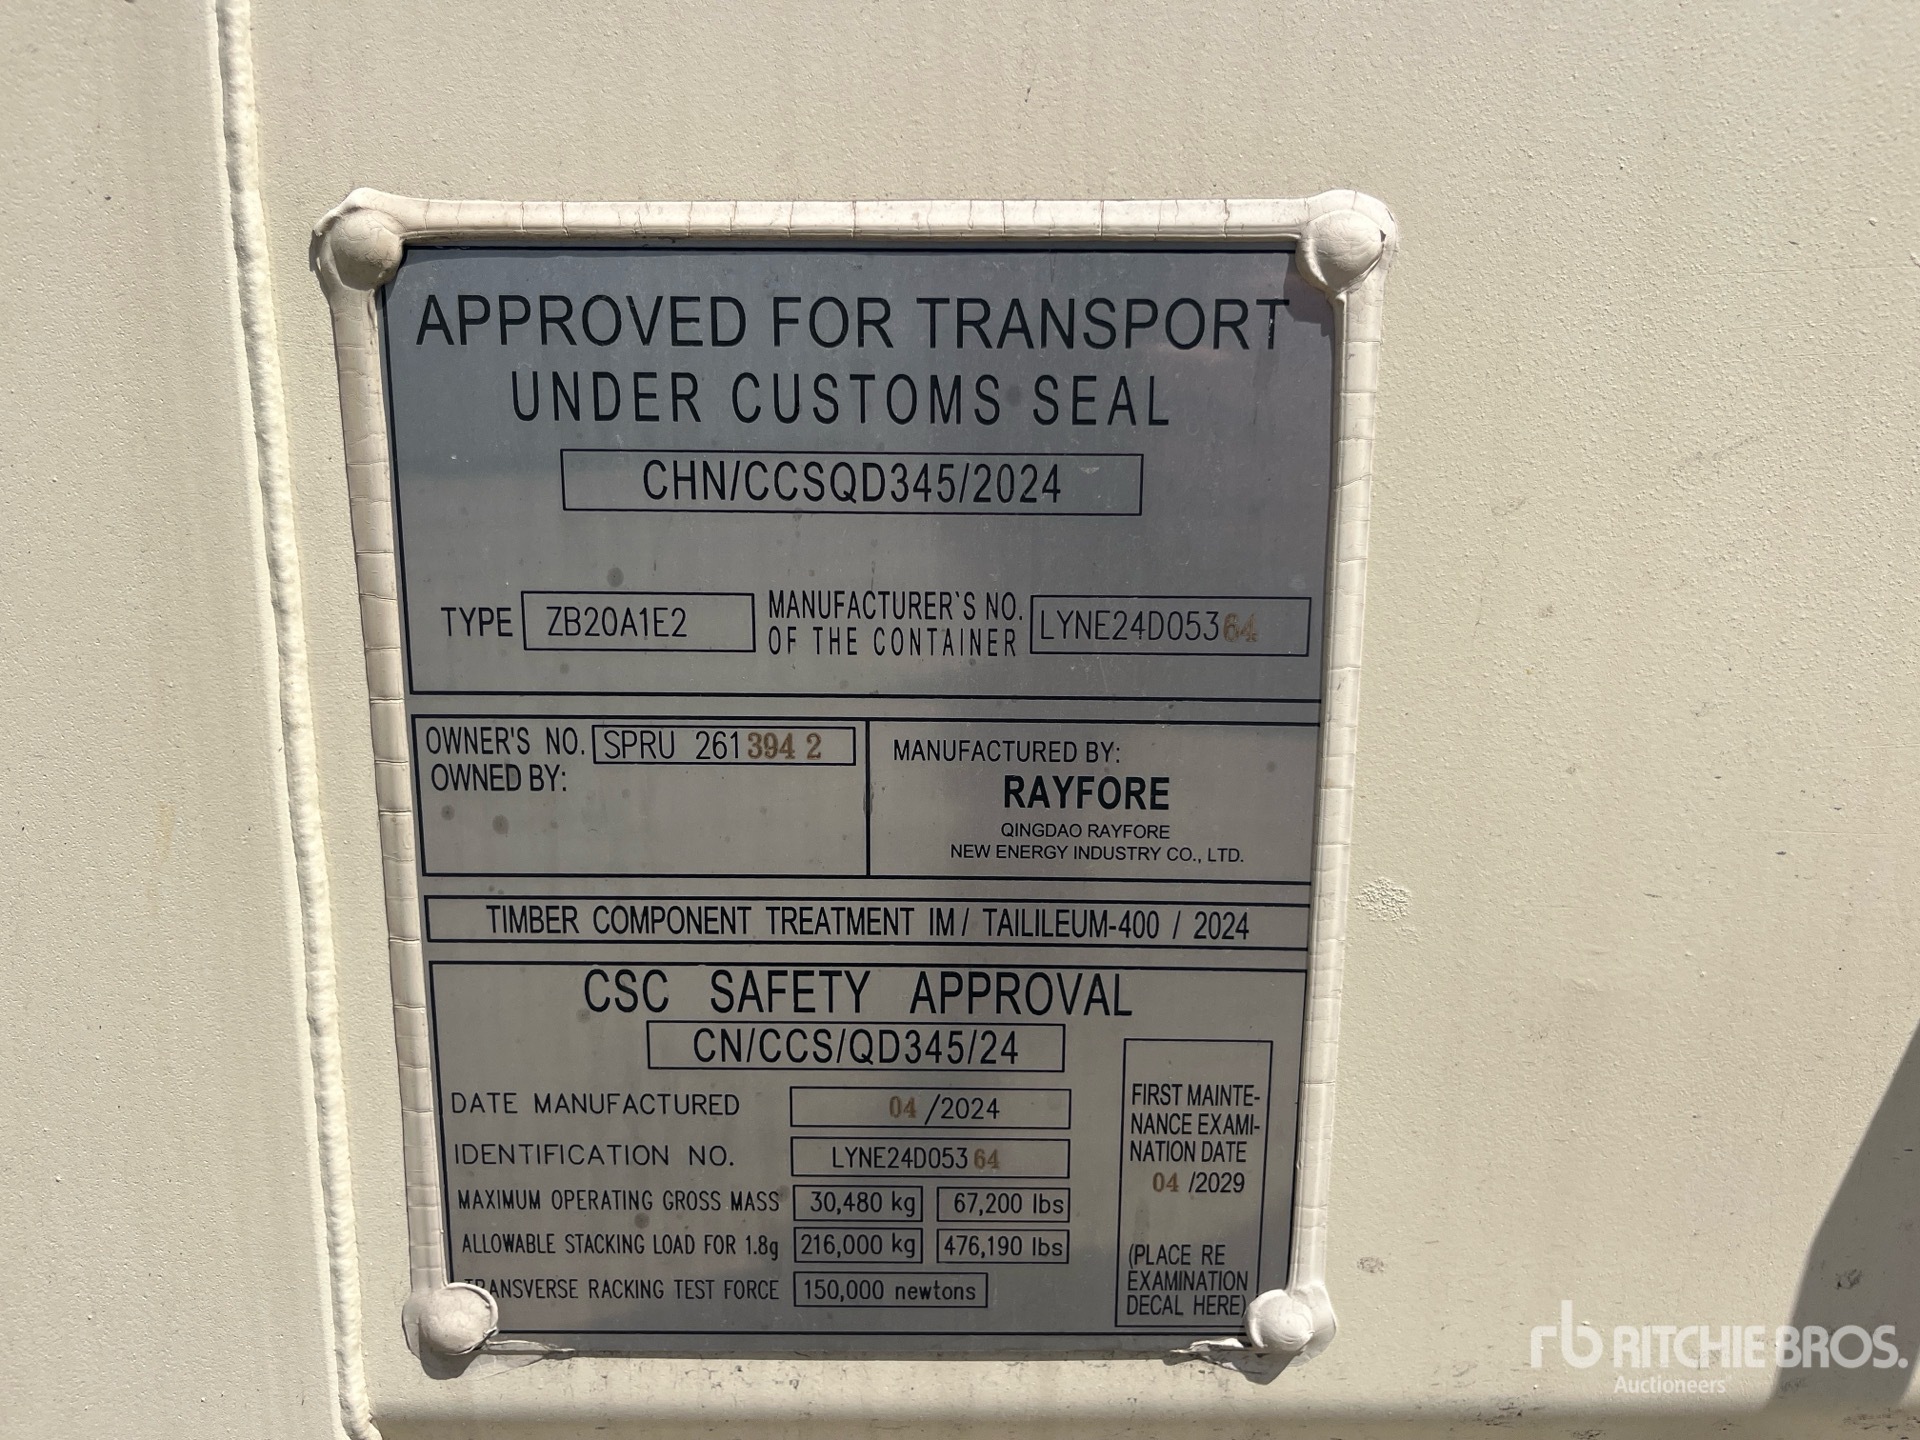 APPROVED FOR TRANSPORT
UNDER CUSTOMS SEAL
CHN/CCSQD345/2024
TYPE ZB20A1E2
MANUFACTURER'S NO.
OF THE CONTAINER
LYNE24D05364
OWNER'S NO. SPRU 261394 2
OWNED BY:
MANUFACTURED BY:
RAYFORE
QINGDAO RAYFORE
NEW ENERGY INDUSTRY CO., LTD.
TIMBER COMPONENT TREATMENT IM / TAILILEUM-400 / 2024
CSC SAFETY APPROVAL
CN/CCS/QD345/24
DATE MANUFACTURED 04 /2024
IDENTIFICATION NO. LYNE24D05364
MAXIMUM OPERATING GROSS MASS 30,480 kg 67,200 lbs
ALLOWABLE STACKING LOAD FOR 1.8g 216,000 kg 476,190 lbs
TRANSVERSE RACKING TEST FORCE 150,000 newtons
FIRST MAINTE-
NANCE EXAMI-
NATION DATE
04 /2029
(PLACE RE
EXAMINATION
DECAL HERE)
rb RITCHIE BROS.
Auctioneers